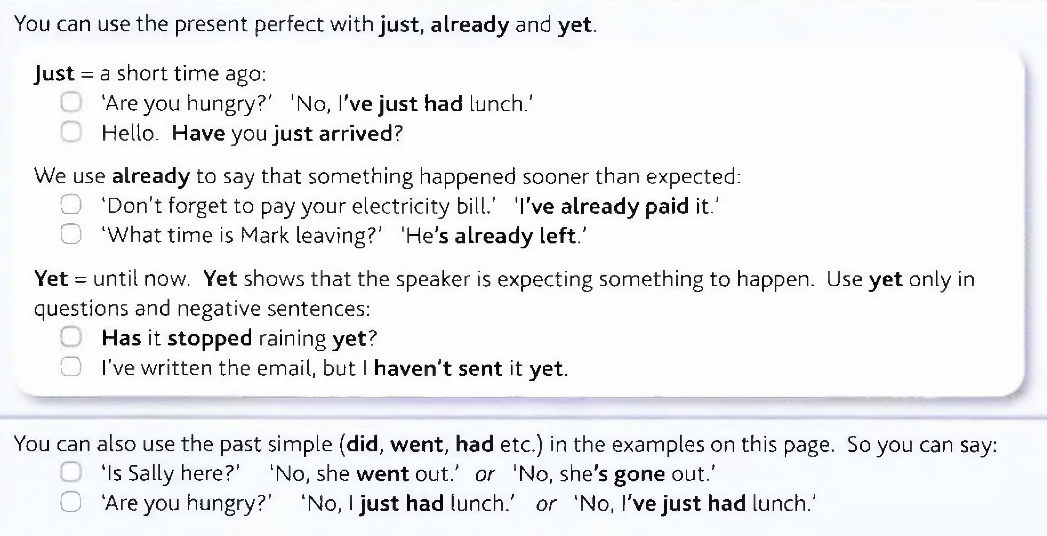 You can use the present perfect with just, already and yet.
Just = a short time ago:
'Are you hungry?' 'No, I've just had lunch.'
Hello. Have you just arrived?
We use already to say that something happened sooner than expected:
'Don't forget to pay your electricity bill.' 'I've already paid it.'
'What time is Mark leaving?' 'He's already left.'
Yet = until now. Yet shows that the speaker is expecting something to happen. Use yet only in
questions and negative sentences:
Has it stopped raining yet?
I've written the email, but I haven't sent it yet.
You can also use the past simple (did, went, had etc.) in the examples on this page. So you can say:
'Is Sally here?' 'No, she went out.' or 'No, she's gone out.'
'Are you hungry?' 'No, I just had lunch.' or 'No, I've just had lunch.'